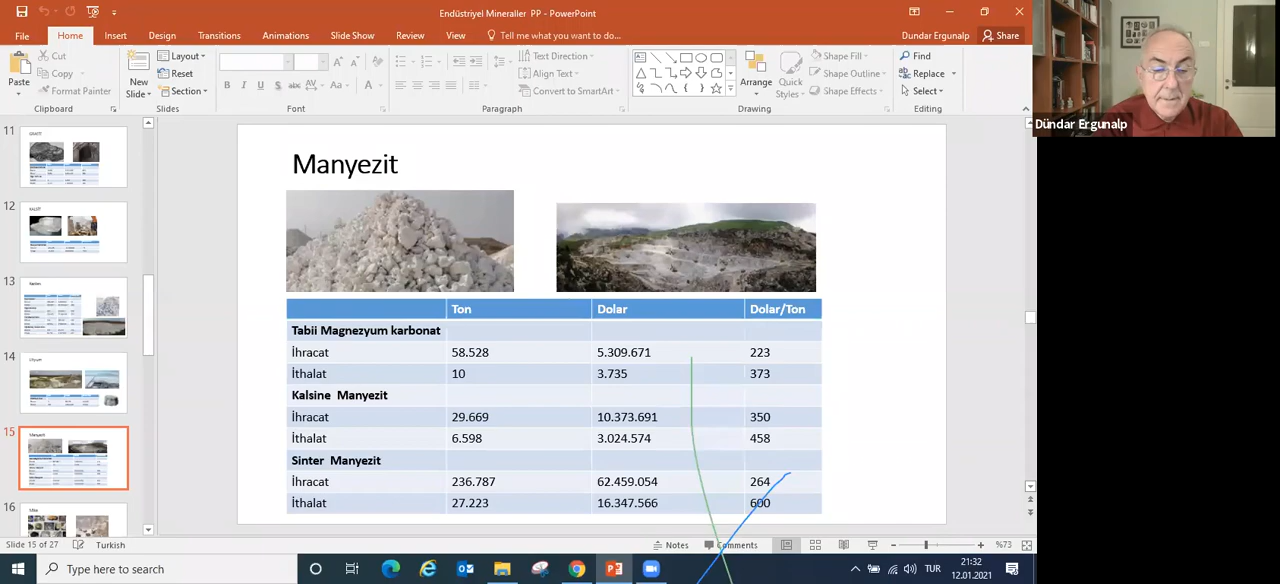 Endüstriyel Mineraller PP - PowerPoint
File Home Insert Draw Design Transitions Animations Slide Show Review View Tell me what you want to do... Dundar Ergunalp Share
Paste
Cut
Copy
Format Painter
Clipboard
New Slide
Layout
Reset
Section
Slides
B I U S abc AV Aa A
Font
Text Direction
Align Text
Convert to SmartArt
Paragraph
Arrange
Quick Styles
Shape Fill
Shape Outline
Shape Effects
Drawing
Find
Replace
Select
Editing
Dündar Ergunalp
11
12
13
14
15
16
Manyezit
Ton Dolar Dolar/Ton
Tabii Magnezyum karbonat
İhracat 58.528 5.309.671 223
İthalat 10 3.735 373
Kalsine Manyezit
İhracat 29.669 10.373.691 350
İthalat 6.598 3.024.574 458
Sinter Manyezit
İhracat 236.787 62.459.054 264
İthalat 27.223 16.347.566 600
Slide 15 of 27 Turkish Notes Comments %73
Type here to search
TUR
21:32
12.01.2021